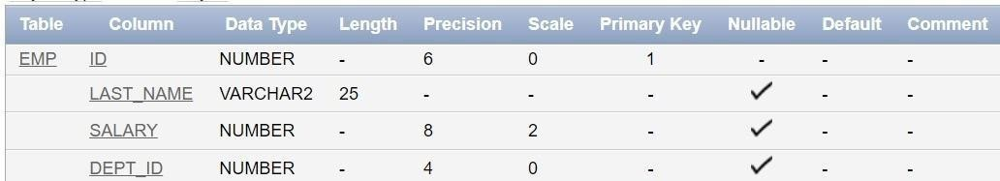 Table Column Data Type Length Precision Scale Primary Key Nullable Default Comment
EMP ID NUMBER - 6 0 1 - - -
LAST_NAME VARCHAR2 25 - - - ✓ - -
SALARY NUMBER - 8 2 - ✓ - -
DEPT_ID NUMBER - 4 0 - ✓ - -